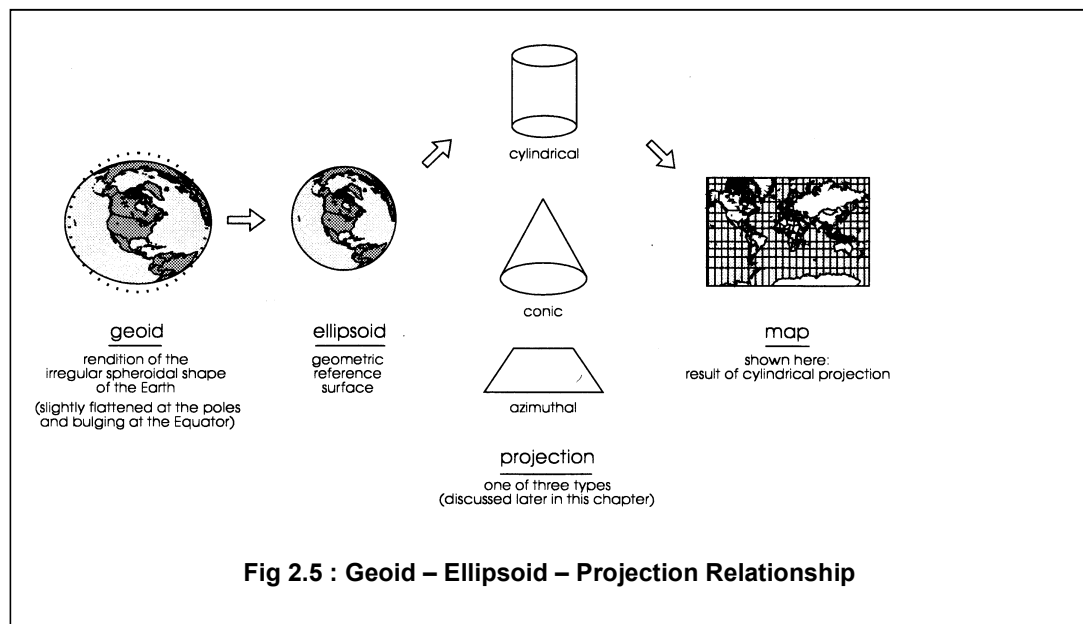 cylindrical
conic
azimuthal
geoid
rendition of the
irregular spheroidal shape
of the Earth
(slightly flattened at the poles
and bulging at the Equator)
ellipsoid
geometric
reference
surface
projection
one of three types
(discussed later in this chapter)
map
shown here:
result of cylindrical projection
Fig 2.5 : Geoid – Ellipsoid – Projection Relationship